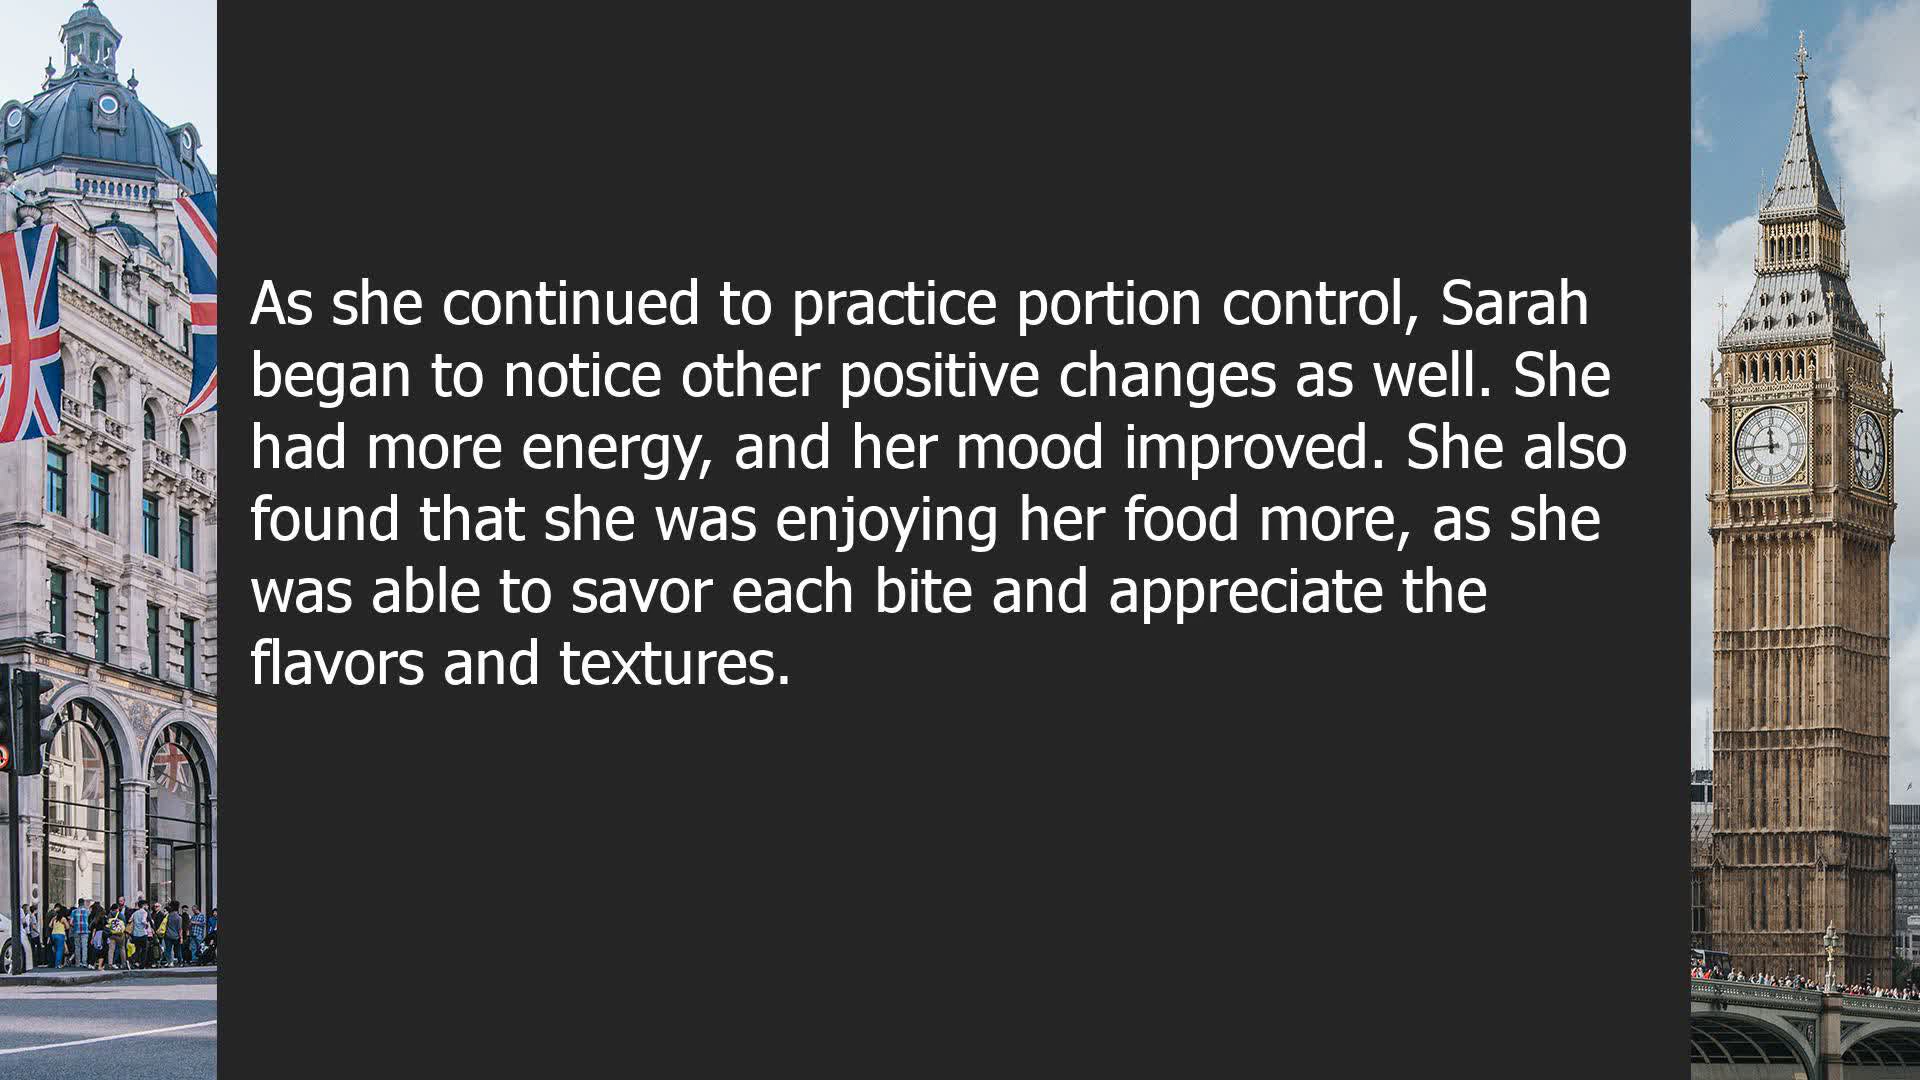 As she continued to practice portion control, Sarah
began to notice other positive changes as well. She
had more energy, and her mood improved. She also
found that she was enjoying her food more, as she
was able to savor each bite and appreciate the
flavors and textures.